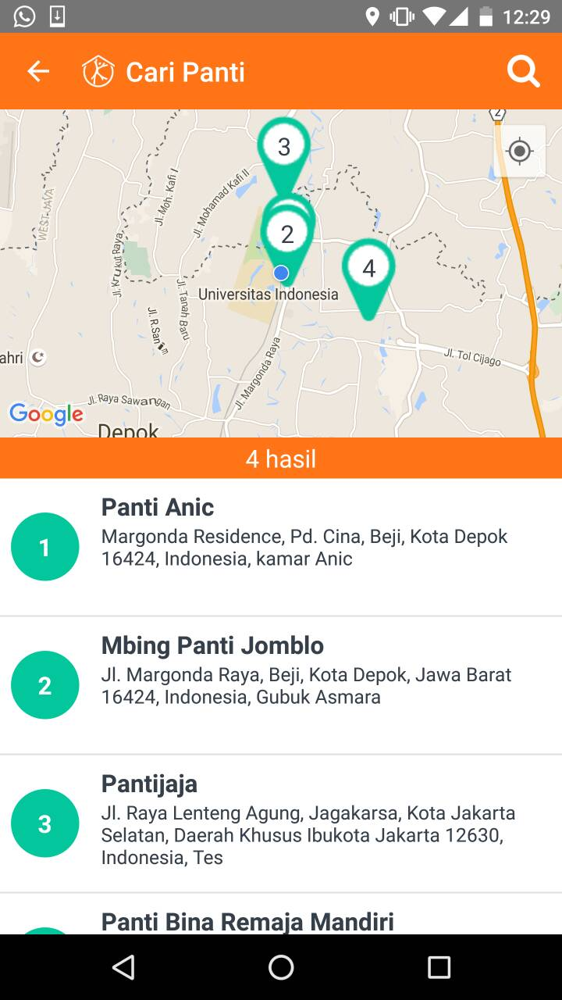 12:29
Cari Panti
2
3
2
4
WEST JAVA
Jl. Moh. Kafi I
Jl. Mohamad Kafi II
Jl. Krukut Raya
Jl. Tanah Baru
Jl. R.Sanim
Universitas Indonesia
ahri
Jl. Margonda Raya
Jl. Tol Cijago
Jl. Raya Sawangan
Google
Depok
4 hasil
1
Panti Anic
Margonda Residence, Pd. Cina, Beji, Kota Depok
16424, Indonesia, kamar Anic
2
Mbing Panti Jomblo
Jl. Margonda Raya, Beji, Kota Depok, Jawa Barat
16424, Indonesia, Gubuk Asmara
3
Pantijaja
Jl. Raya Lenteng Agung, Jagakarsa, Kota Jakarta
Selatan, Daerah Khusus Ibukota Jakarta 12630,
Indonesia, Tes
Panti Bina Remaja Mandiri